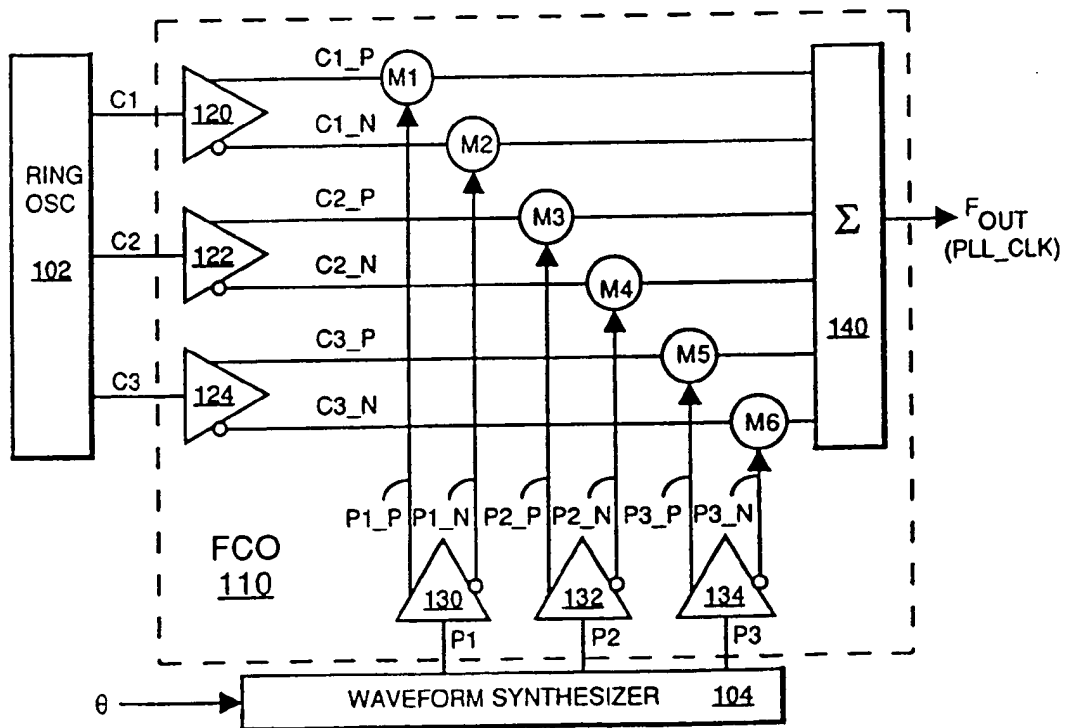 C1_P
M1
C1
120
C1_N
M2
RING
OSC
102
C2_P
M3
C2
122
C2_N
M4
Σ
F OUT
(PLL_CLK)
140
C3_P
M5
C3
124
C3_N
M6
P1_P P1_N P2_P P2_N P3_P P3_N
FCO
110
130
132
134
P1
P2
P3
θ
WAVEFORM SYNTHESIZER 104